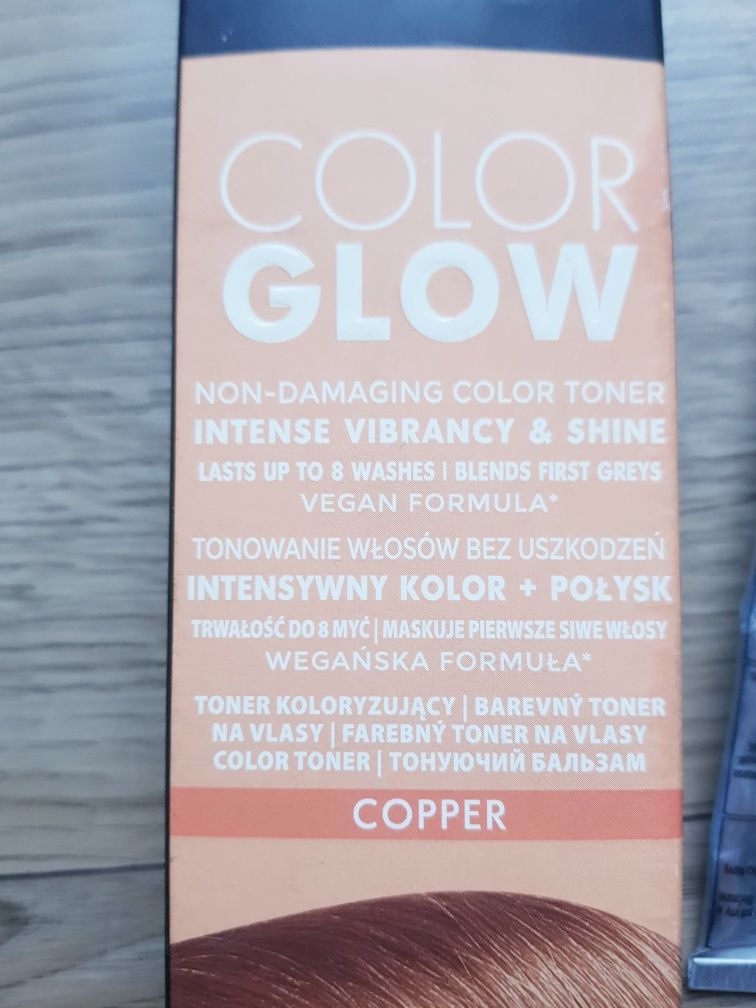 COLOR
GLOW
NON-DAMAGING COLOR TONER
INTENSE VIBRANCY & SHINE
LASTS UP TO 8 WASHES | BLENDS FIRST GREYS
VEGAN FORMULA*
TONOWANIE WŁOSÓW BEZ USZKODZEŃ
INTENSYWNY KOLOR + POŁYSK
TRWAŁOŚĆ DO 8 MYĆ | MASKUJE PIERWSZE SIWE WŁOSY
WEGAŃSKA FORMUŁA*
TONER KOLORYZUJĄCY | BAREVNÝ TONER
NA VLASY | FAREBNÝ TONER NA VLASY
COLOR TONER | ТОНУЮЧИЙ БАЛЬЗАМ
COPPER